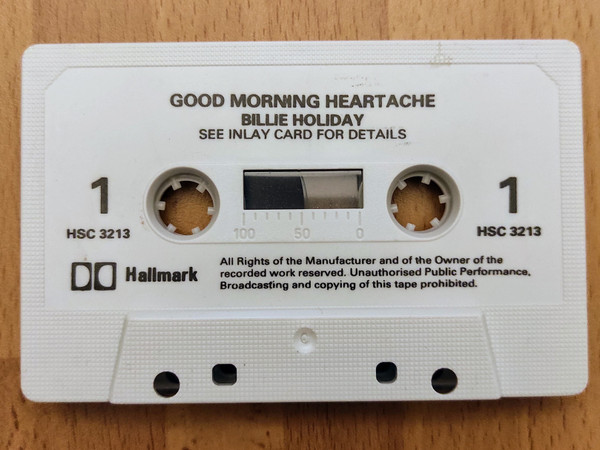 GOOD MORNING HEARTACHE
BILLIE HOLIDAY
SEE INLAY CARD FOR DETAILS
1
1
HSC 3213
HSC 3213
100 50 0
Hallmark
All Rights of the Manufacturer and of the Owner of the
recorded work reserved. Unauthorised Public Performance,
Broadcasting and copying of this tape prohibited.